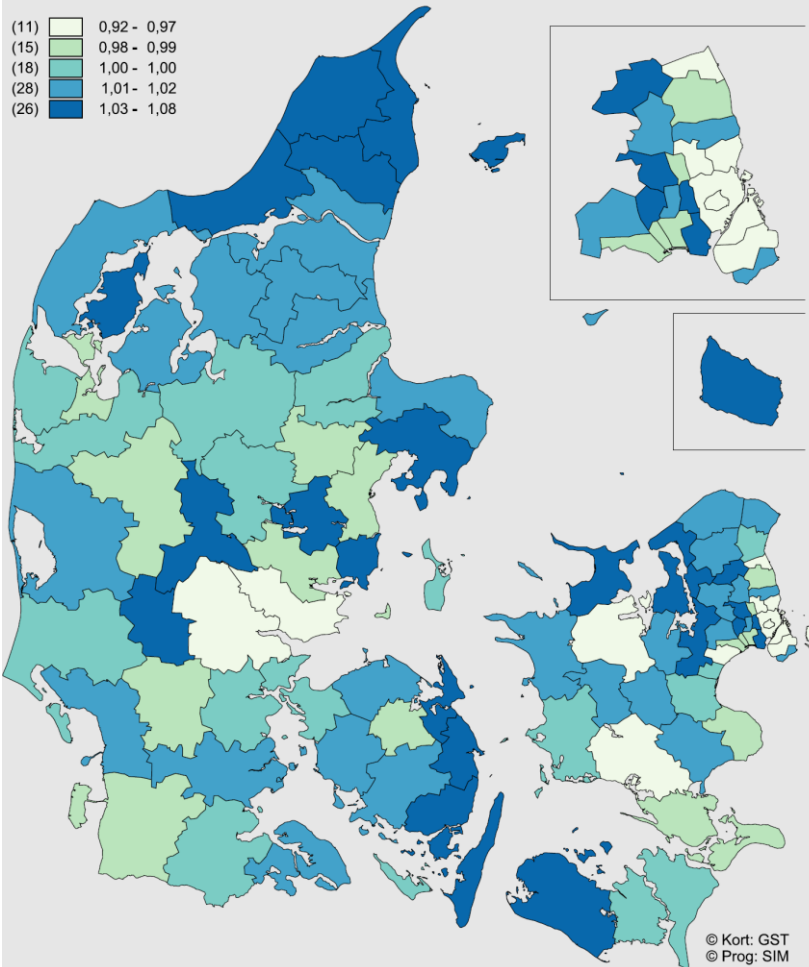 (11) 0,92 - 0,97
(15) 0,98 - 0,99
(18) 1,00 - 1,00
(28) 1,01 - 1,02
(26) 1,03 - 1,08
© Kort: GST
© Prog: SIM